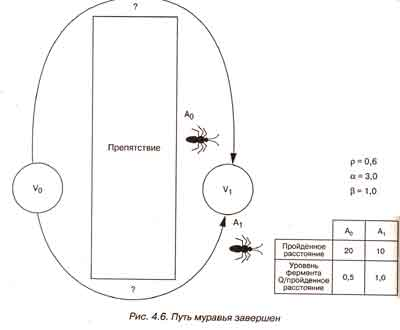 ?
A₀
Препятствие
V₀
V₁
ρ = 0,6
α = 3,0
β = 1,0
A₁
A₀ A₁
Пройденное расстояние 20 10
Уровень фермента Q/пройденное расстояние 0,5 1,0
?
Рис. 4.6. Путь муравья завершен